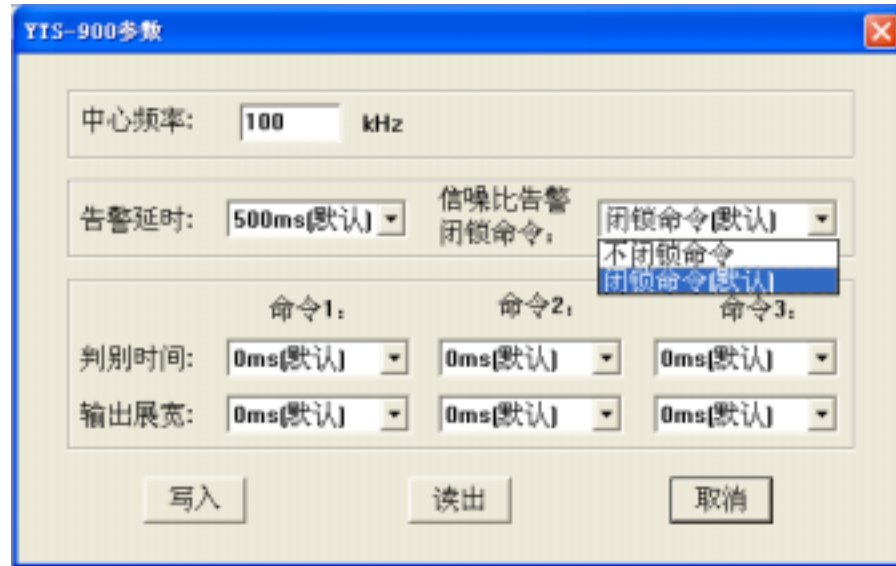 YTS-900参数
中心频率: 100 kHz
告警延时: 500ms(默认) 信噪比告警闭锁命令: 闭锁命令(默认)
不闭锁命令
闭锁命令(默认)
命令1: 命令2: 命令3:
判别时间: 0ms(默认) 0ms(默认) 0ms(默认)
输出展宽: 0ms(默认) 0ms(默认) 0ms(默认)
写入 读出 取消